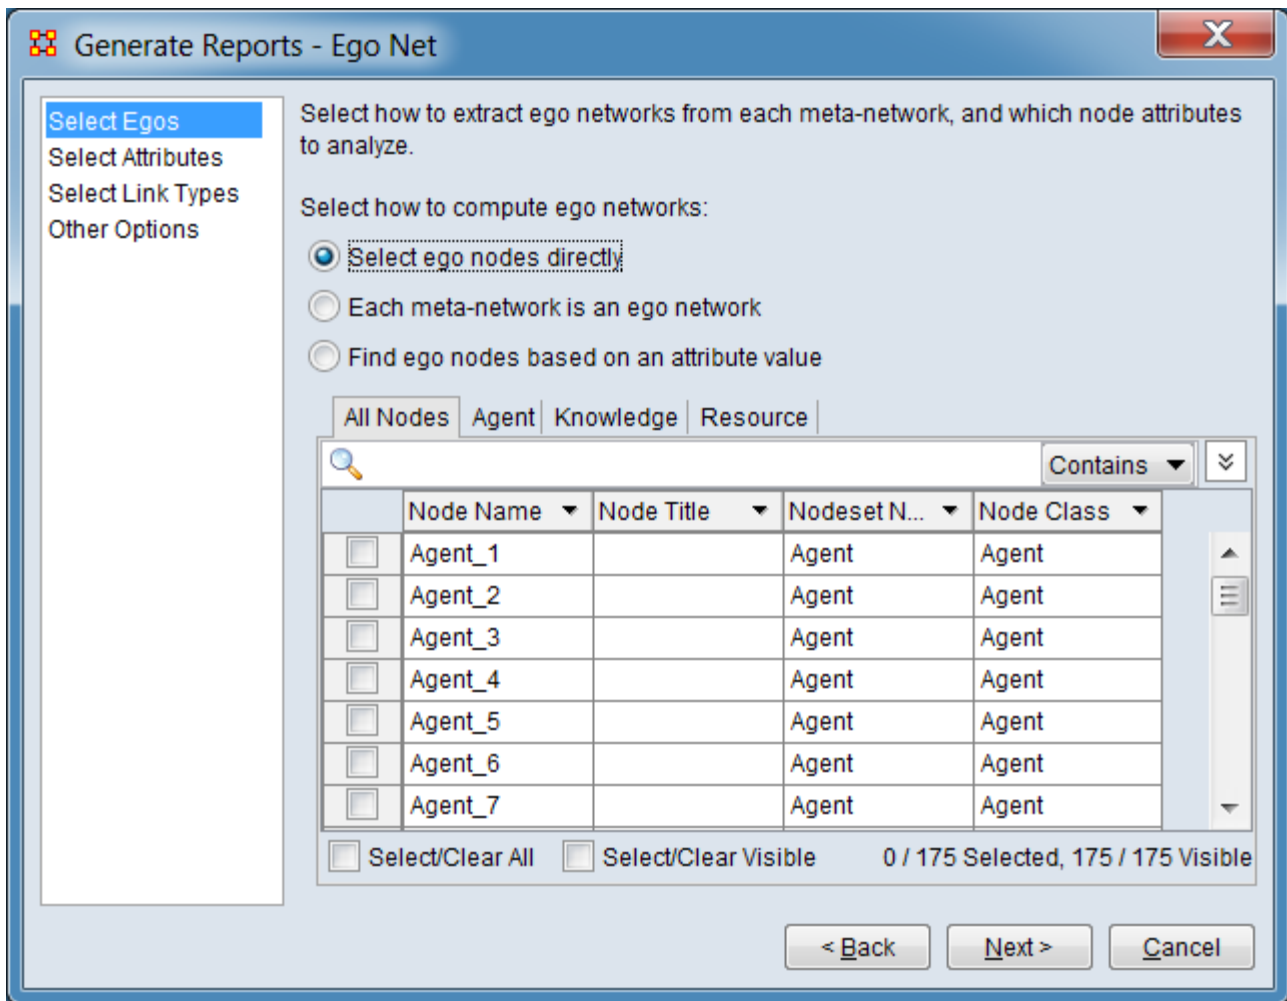 Generate Reports - Ego Net
Select Egos
Select Attributes
Select Link Types
Other Options
Select how to extract ego networks from each meta-network, and which node attributes
to analyze.
Select how to compute ego networks:
Select ego nodes directly
Each meta-network is an ego network
Find ego nodes based on an attribute value
All Nodes Agent Knowledge Resource
Contains
Node Name Node Title Nodeset N... Node Class
Agent_1 Agent Agent
Agent_2 Agent Agent
Agent_3 Agent Agent
Agent_4 Agent Agent
Agent_5 Agent Agent
Agent_6 Agent Agent
Agent_7 Agent Agent
Select/Clear All Select/Clear Visible 0 / 175 Selected, 175 / 175 Visible
< Back Next > Cancel